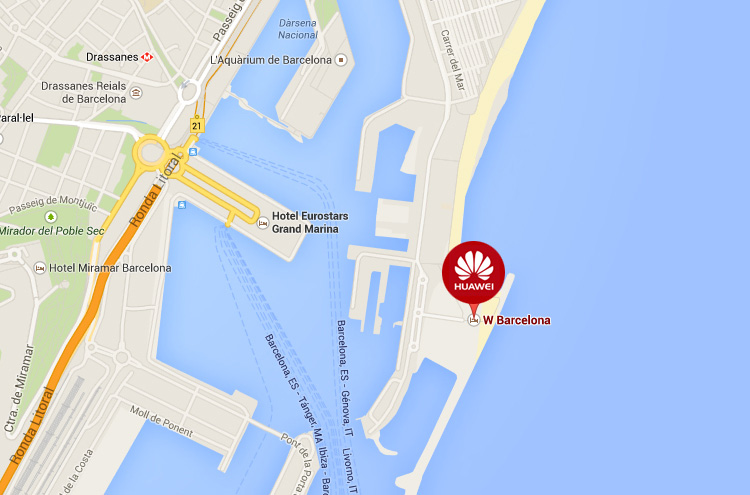 Dàrsena
Nacional
Passeig de
Drassanes
L'Aquàrium de Barcelona
Carrer del Mar
Drassanes Reials
de Barcelona
aral·lel
21
Ronda Litoral
Passeig de Montjuïc
Mirador del Poble Sec
Hotel Eurostars
Grand Marina
Hotel Miramar Barcelona
HUAWEI
W Barcelona
Barcelona, ES - Génova, IT
Barcelona, ES - Tánger, MA
Ibiza - Bar
Livorno, IT
Ctra. de Miramar
Ronda Litoral
Moll de Ponent
Pont de la Porta
de la Costa